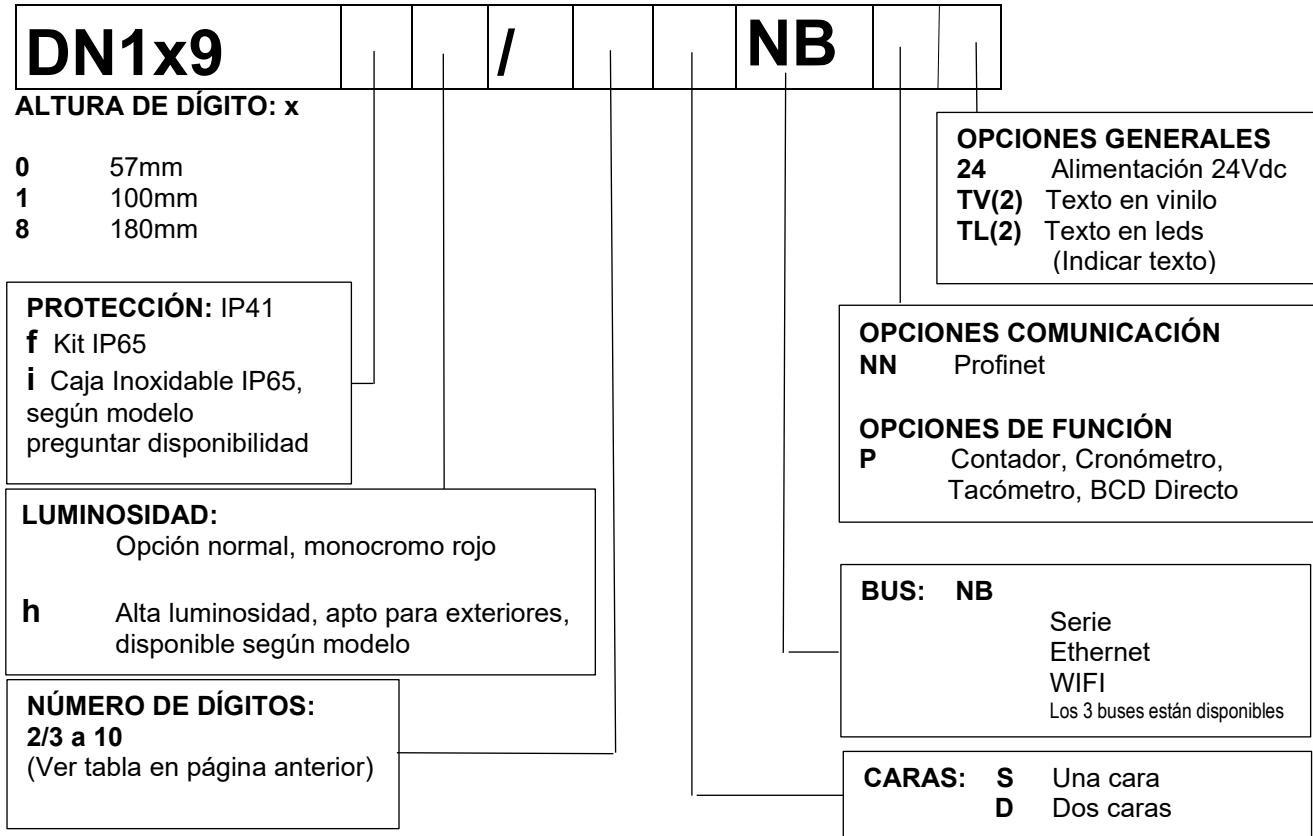 DN1x9 / NB
ALTURA DE DÍGITO: x
0 57mm
1 100mm
8 180mm
PROTECCIÓN: IP41
f Kit IP65
i Caja Inoxidable IP65,
según modelo
preguntar disponibilidad
LUMINOSIDAD:
Opción normal, monocromo rojo
h Alta luminosidad, apto para exteriores,
disponible según modelo
NÚMERO DE DÍGITOS:
2/3 a 10
(Ver tabla en página anterior)
OPCIONES GENERALES
24 Alimentación 24Vdc
TV(2) Texto en vinilo
TL(2) Texto en leds
(Indicar texto)
OPCIONES COMUNICACIÓN
NN Profinet
OPCIONES DE FUNCIÓN
P Contador, Cronómetro,
Tacómetro, BCD Directo
BUS: NB
Serie
Ethernet
WIFI
Los 3 buses están disponibles
CARAS: S Una cara
D Dos caras